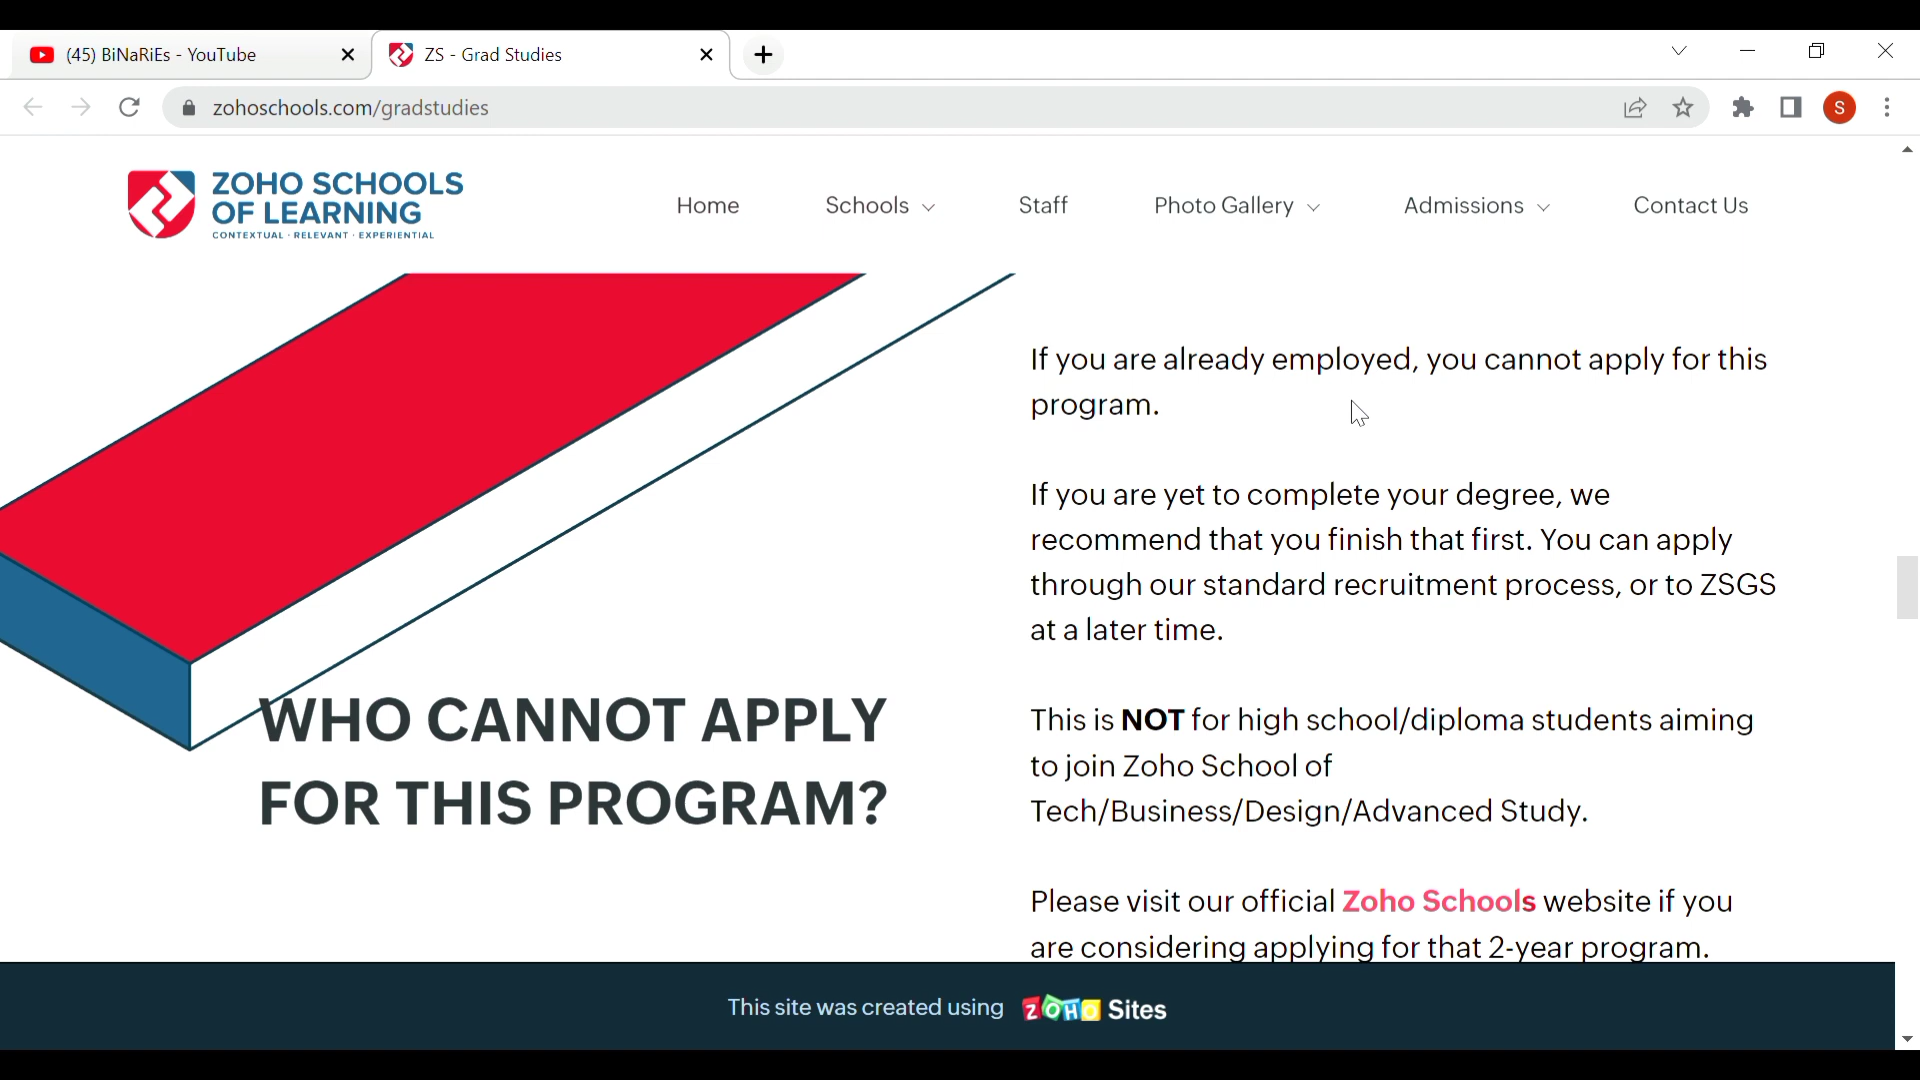 (45) BiNaRiEs - YouTube
ZS - Grad Studies
zohoschools.com/gradstudies
S
ZOHO SCHOOLS
OF LEARNING
CONTEXTUAL · RELEVANT · EXPERIENTIAL
Home
Schools
Staff
Photo Gallery
Admissions
Contact Us
WHO CANNOT APPLY
FOR THIS PROGRAM?
If you are already employed, you cannot apply for this
program.
If you are yet to complete your degree, we
recommend that you finish that first. You can apply
through our standard recruitment process, or to ZSGS
at a later time.
This is NOT for high school/diploma students aiming
to join Zoho School of
Tech/Business/Design/Advanced Study.
Please visit our official Zoho Schools website if you
are considering applying for that 2-year program.
This site was created using ZOHO Sites